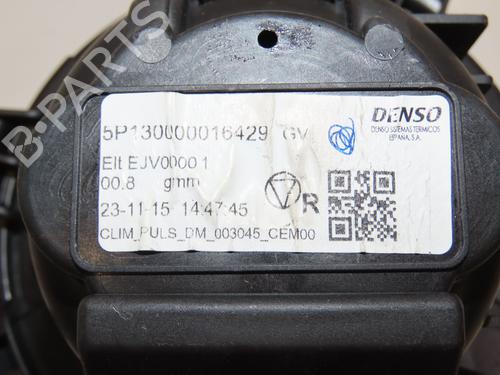 B-PARTS
5P130000016429 GV
DENSO
DENSO SISTEMAS TERMICOS
ESPAÑA, S.A.
Elt EJV0000 1
00.8 gmm
R
23-11-15 14:47:45
CLIM_PULS_DM_003045_CEM00